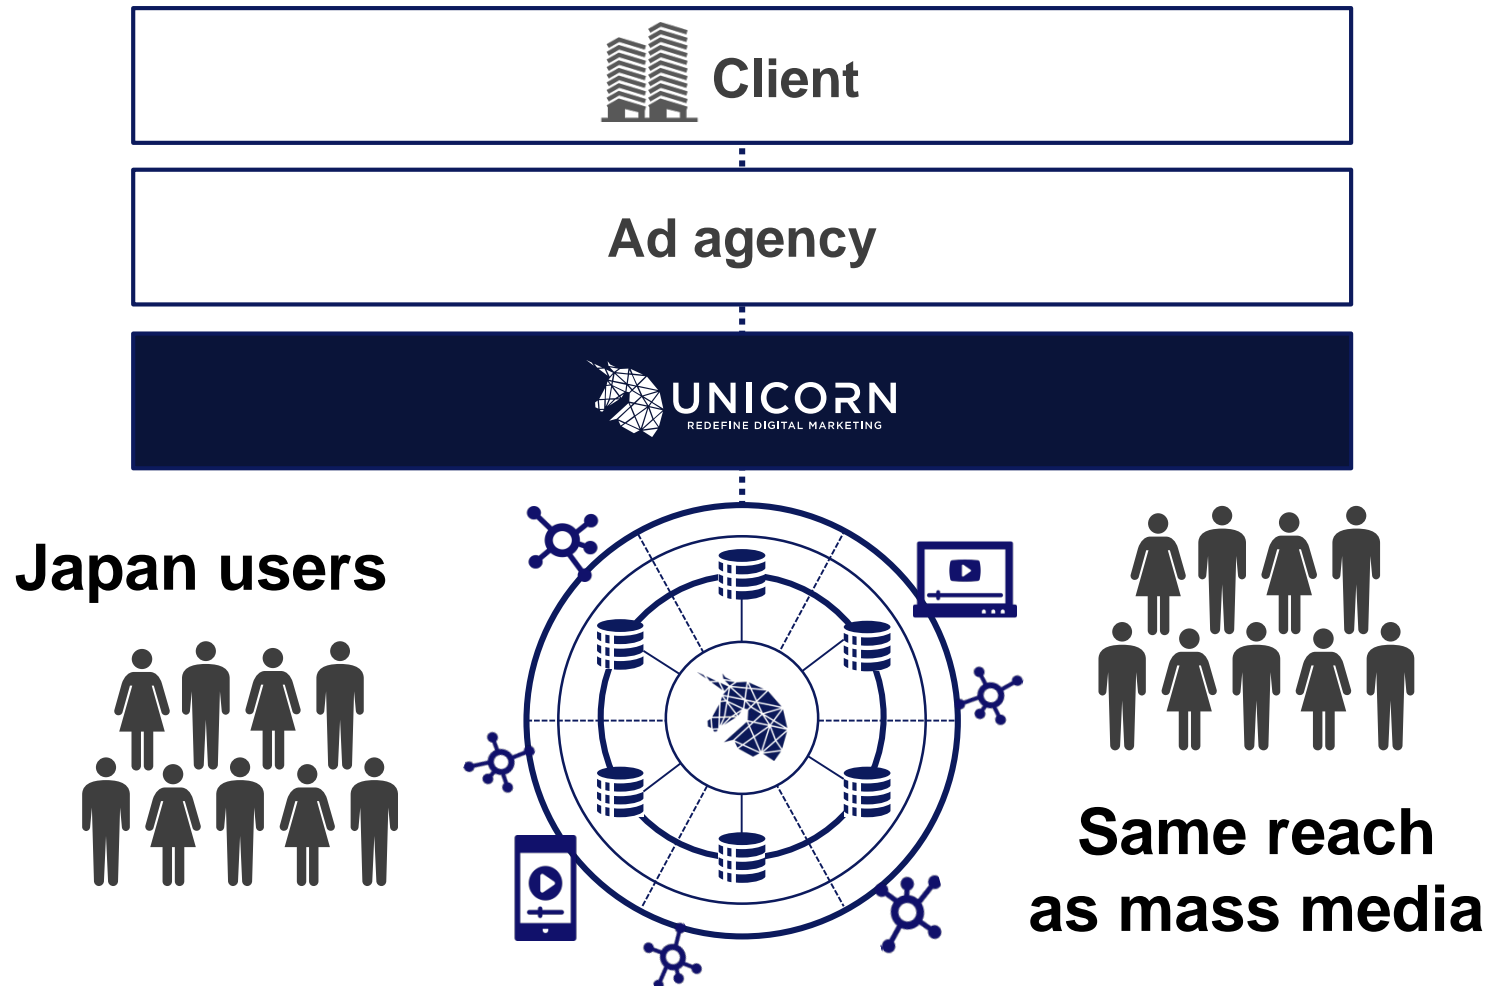 Client
Ad agency
UNICORN
REDEFINE DIGITAL MARKETING
Japan users
Same reach
as mass media